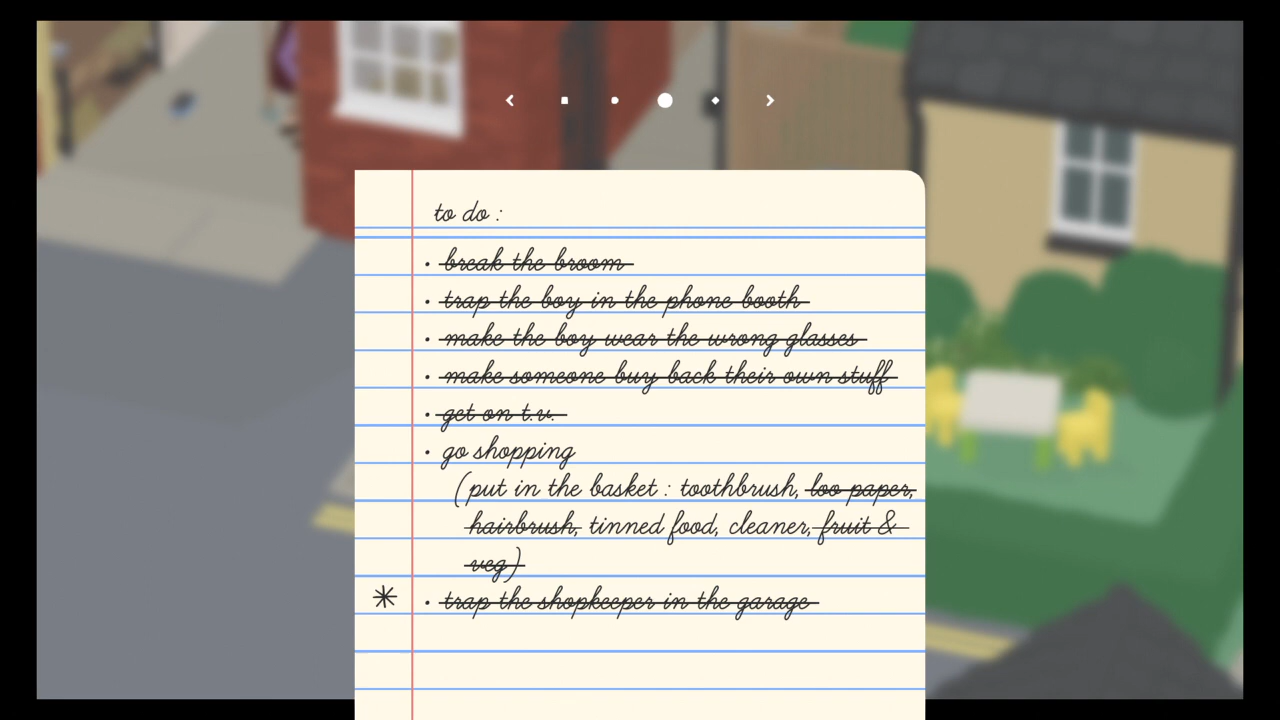 to do :
• break the broom
• trap the boy in the phone booth
• make the boy wear the wrong glasses
• make someone buy back their own stuff
• get on t.v.
• go shopping
(put in the basket : toothbrush, loo paper,
hairbrush, tinned food, cleaner, fruit &
veg)
• trap the shopkeeper in the garage